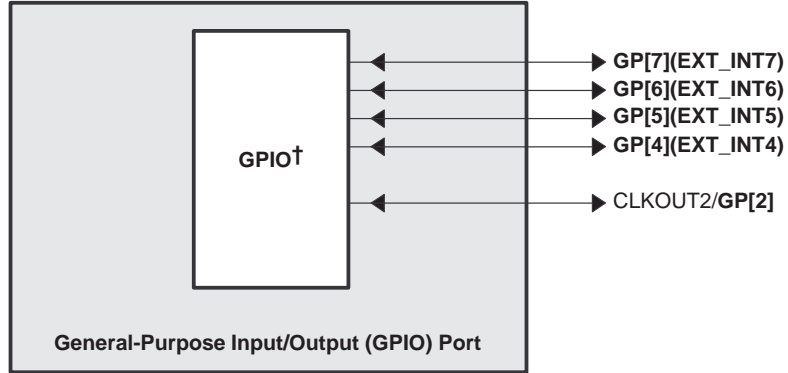 GP[7](EXT_INT7)
GP[6](EXT_INT6)
GP[5](EXT_INT5)
GP[4](EXT_INT4)
GPIO†
CLKOUT2/GP[2]
General-Purpose Input/Output (GPIO) Port